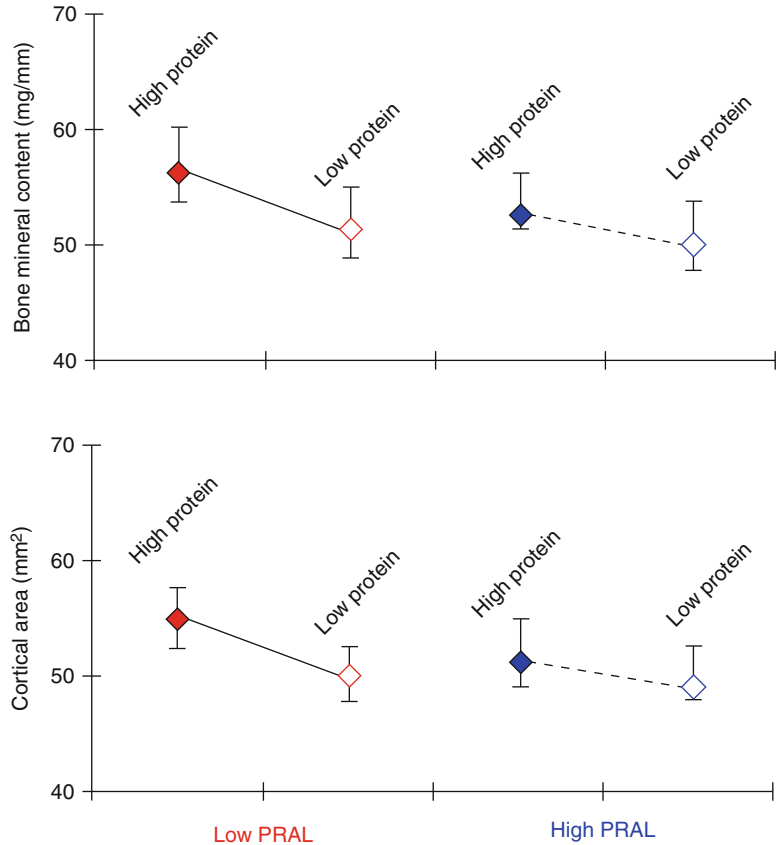 70
60
50
40
Bone mineral content (mg/mm)
High protein
Low protein
High protein
Low protein
70
60
50
40
Cortical area (mm²)
High protein
Low protein
High protein
Low protein
Low PRAL
High PRAL